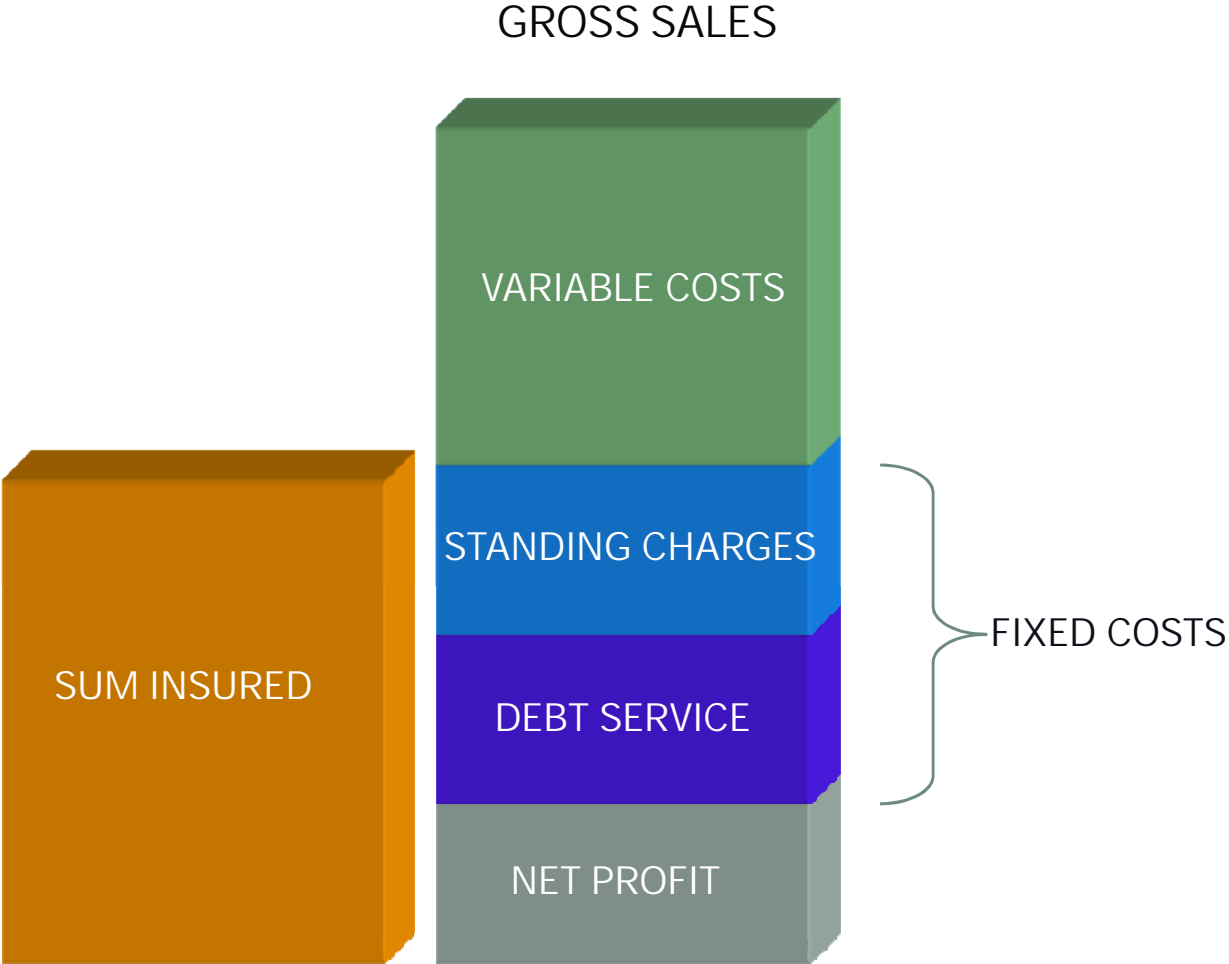 GROSS SALES
VARIABLE COSTS
STANDING CHARGES
FIXED COSTS
SUM INSURED
DEBT SERVICE
NET PROFIT